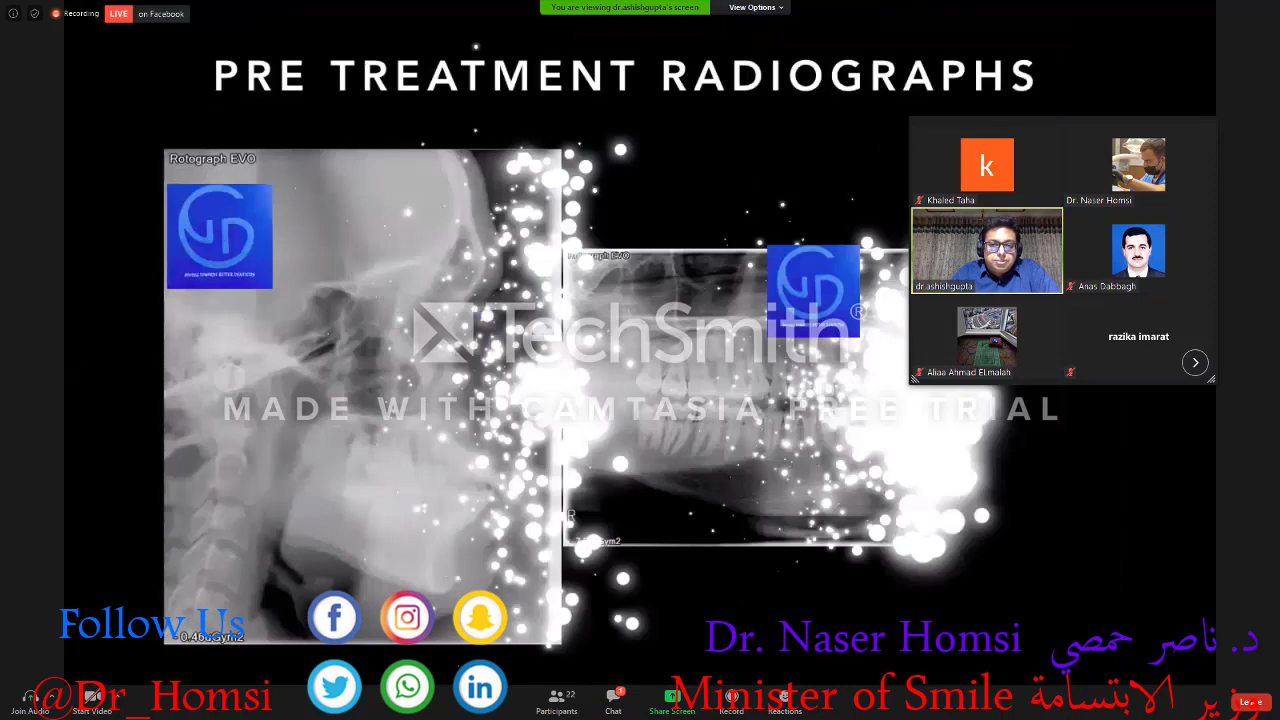 Recording
LIVE
on Facebook
You are viewing dr.ashishgupta's screen
View Options
PRE TREATMENT RADIOGRAPHS
Rotograph EVO
k
Khaled Taha
Dr. Naser Homsi
dr.ashishgupta
Anas Dabbagh
Aliaa Ahmad ELmalah
razika imarat
TechSmith®
MADE WITH CAMTASIA FREE TRIAL
R
Follow Us
@Dr_Homsi
Dr. Naser Homsi د. ناصر حمصي
Minister of Smile وزير الابتسامة
Join Audio
Start Video
22
Participants
1
Chat
Share Screen
Record
Reactions